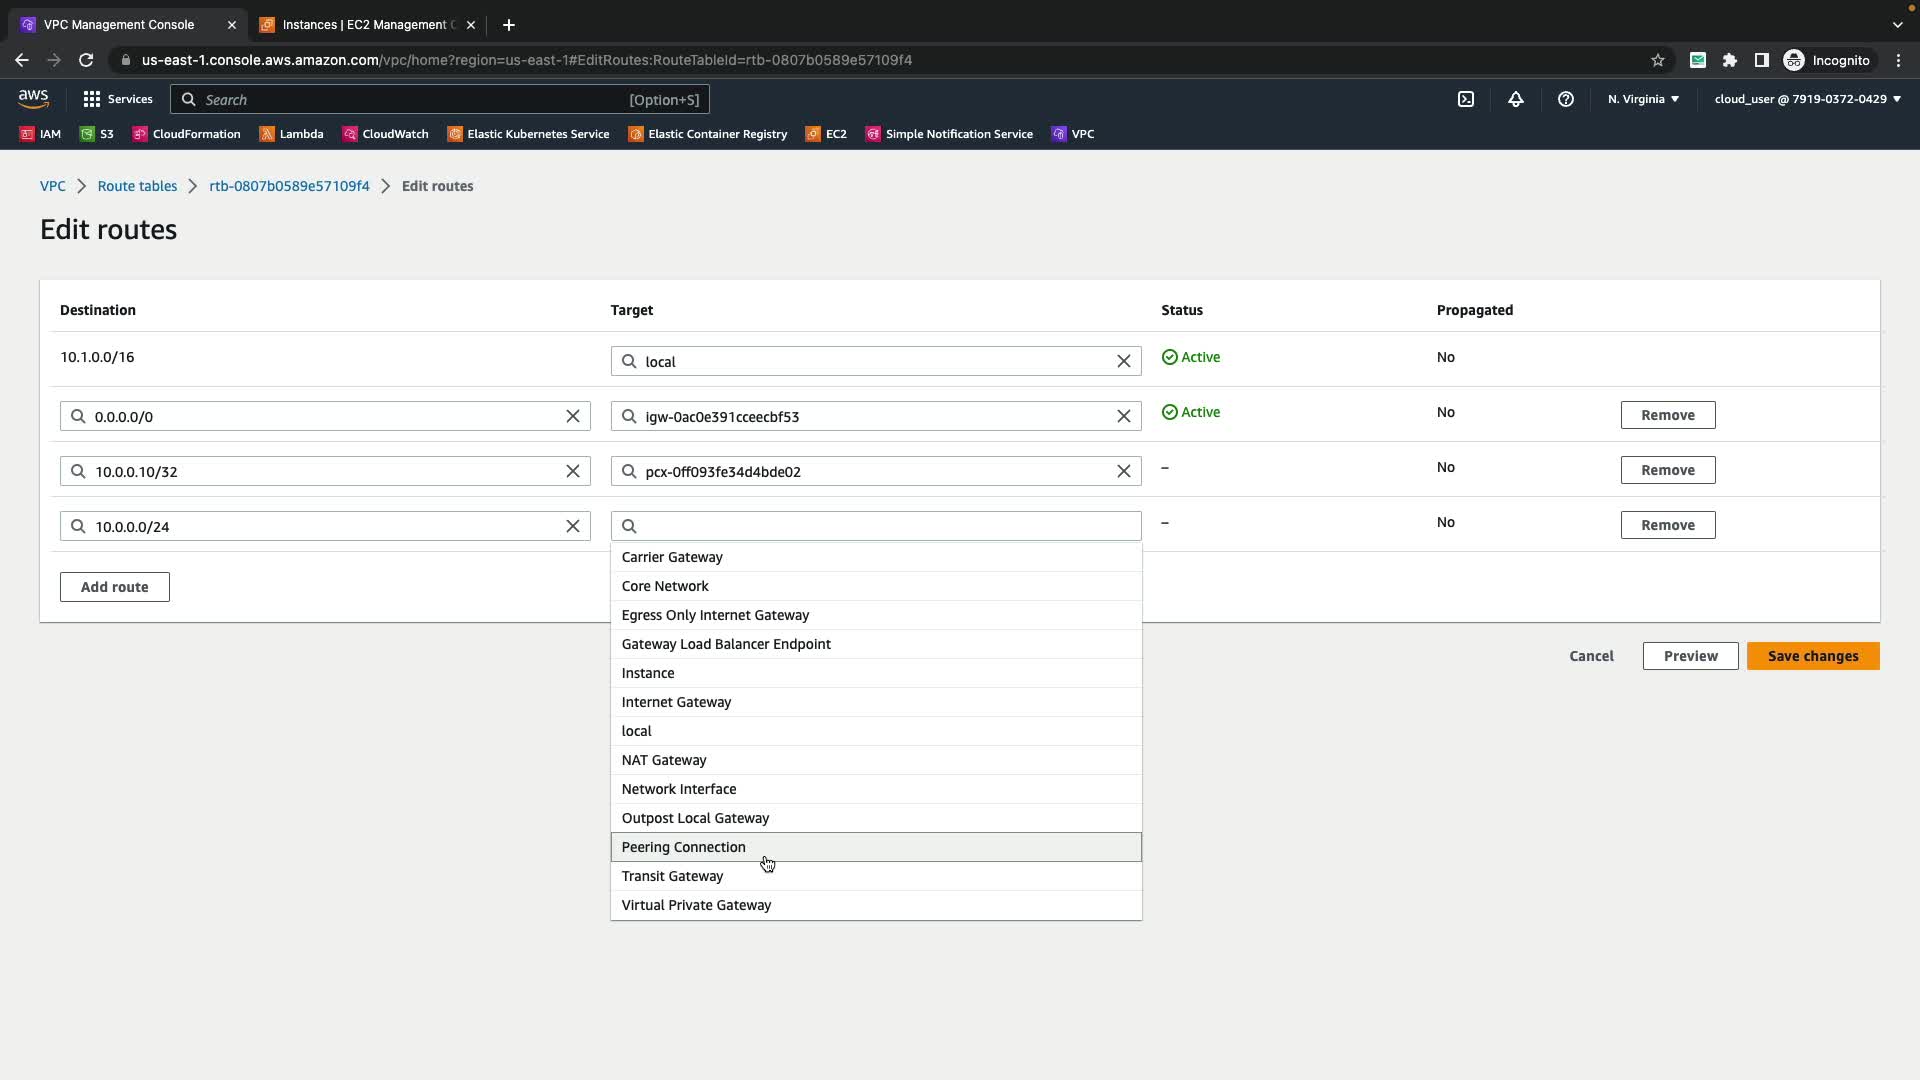 VPC Management Console
Instances | EC2 Management C
us-east-1.console.aws.amazon.com/vpc/home?region=us-east-1#EditRoutes:RouteTableId=rtb-0807b0589e57109f4
Incognito
aws
Services
Search
[Option+S]
N. Virginia
cloud_user @ 7919-0372-0429
IAM
S3
CloudFormation
Lambda
CloudWatch
Elastic Kubernetes Service
Elastic Container Registry
EC2
Simple Notification Service
VPC
VPC
Route tables
rtb-0807b0589e57109f4
Edit routes
Edit routes
Destination
Target
Status
Propagated
10.1.0.0/16
local
Active
No
0.0.0.0/0
igw-0ac0e391cceecbf53
Active
No
Remove
10.0.0.10/32
pcx-0ff093fe34d4bde02
–
No
Remove
10.0.0.0/24
–
No
Remove
Add route
Carrier Gateway
Core Network
Egress Only Internet Gateway
Gateway Load Balancer Endpoint
Instance
Internet Gateway
local
NAT Gateway
Network Interface
Outpost Local Gateway
Peering Connection
Transit Gateway
Virtual Private Gateway
Cancel
Preview
Save changes